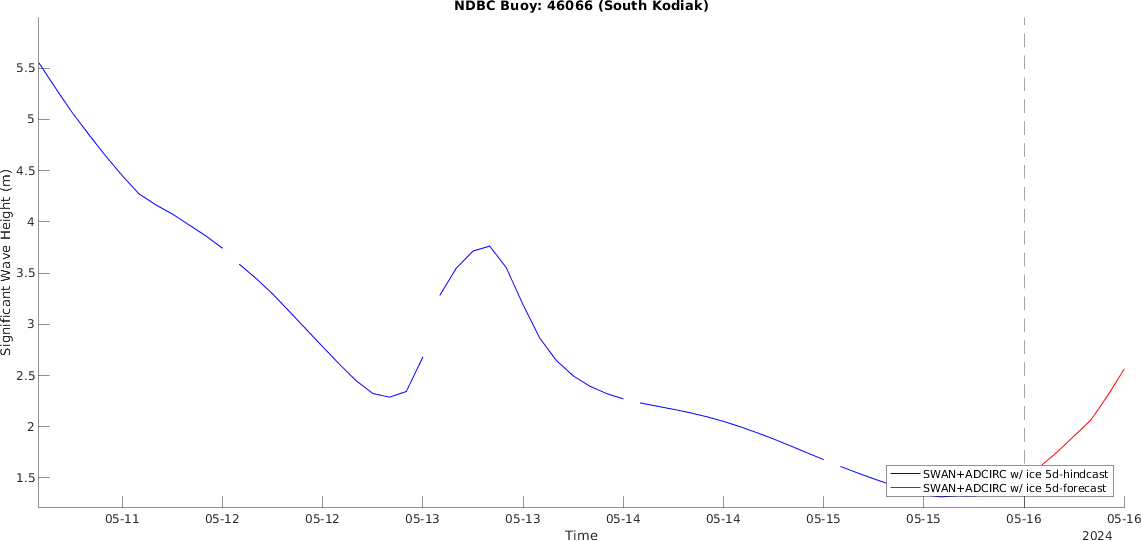 NDBC Buoy: 46066 (South Kodiak)
Significant Wave Height (m)
5.5
5
4.5
4
3.5
3
2.5
2
1.5
SWAN+ADCIRC w/ ice 5d-hindcast
SWAN+ADCIRC w/ ice 5d-forecast
05-11 05-12 05-12 05-13 05-13 05-14 05-14 05-15 05-15 05-16 05-16
Time
2024